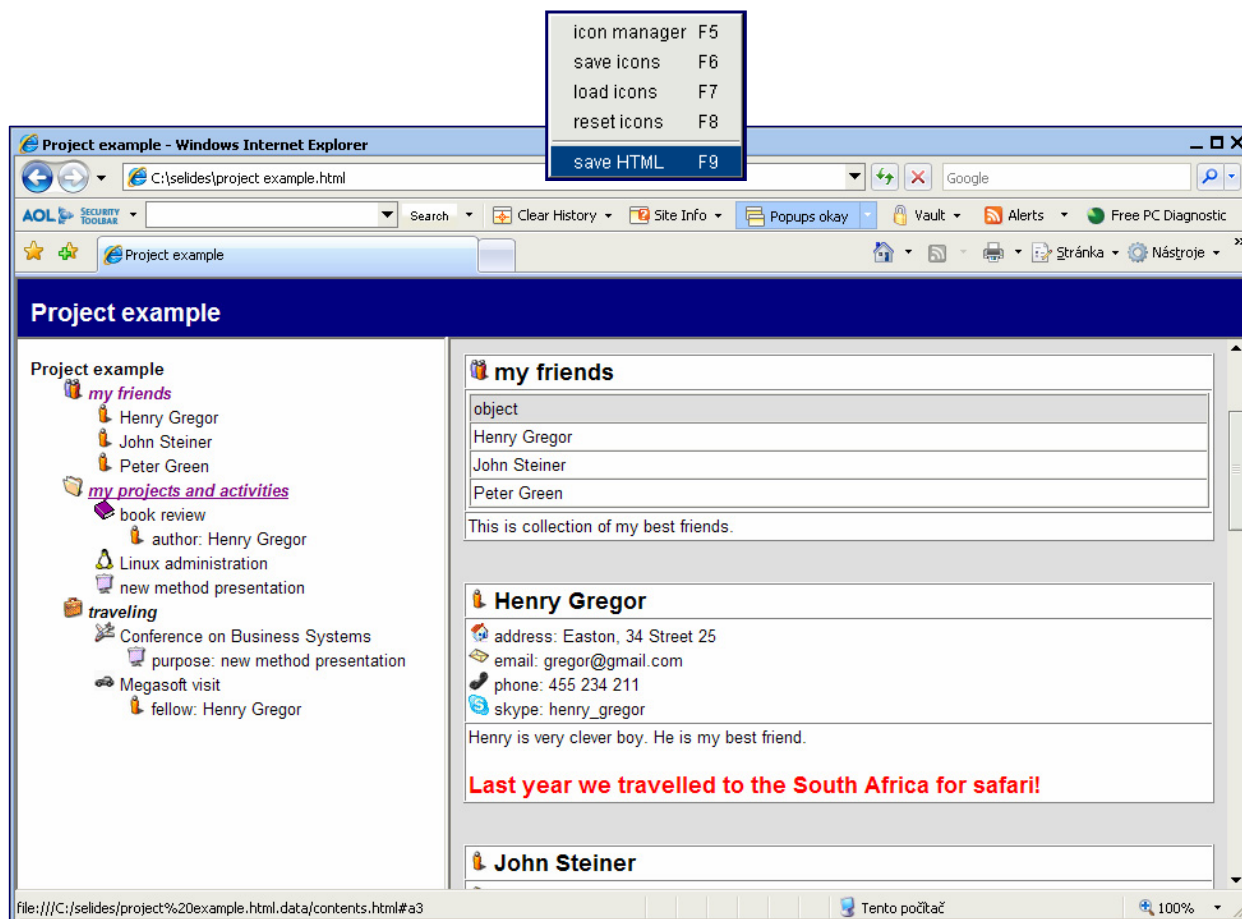 icon manager F5
save icons F6
load icons F7
reset icons F8
save HTML F9
Project example - Windows Internet Explorer
C:\selides\project example.html
Google
AOL SECURITY TOOLBAR
Search
Clear History
Site Info
Popups okay
Vault
Alerts
Free PC Diagnostic
Project example
Stránka
Nástroje
»
Project example
Project example
my friends
Henry Gregor
John Steiner
Peter Green
my projects and activities
book review
author: Henry Gregor
Linux administration
new method presentation
traveling
Conference on Business Systems
purpose: new method presentation
Megasoft visit
fellow: Henry Gregor
my friends
object
Henry Gregor
John Steiner
Peter Green
This is collection of my best friends.
Henry Gregor
address: Easton, 34 Street 25
email: gregor@gmail.com
phone: 455 234 211
skype: henry_gregor
Henry is very clever boy. He is my best friend.
Last year we travelled to the South Africa for safari!
John Steiner
file:///C:/selides/project%20example.html.data/contents.html#a3
Tento počítač
100%